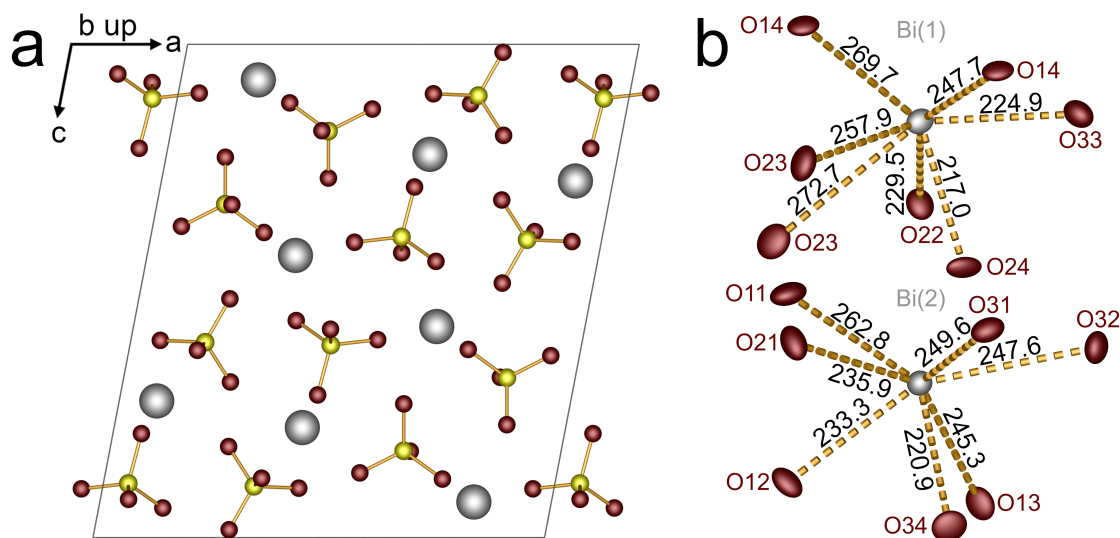 a
b up
a
c
b
O14
Bi(1)
269.7
247.7
O14
224.9
O33
257.9
O23
272.7
229.5
217.0
O23
O22
O24
O11
Bi(2)
O31
O32
262.8
249.6
247.6
O21
235.9
233.3
220.9
245.3
O12
O13
O34